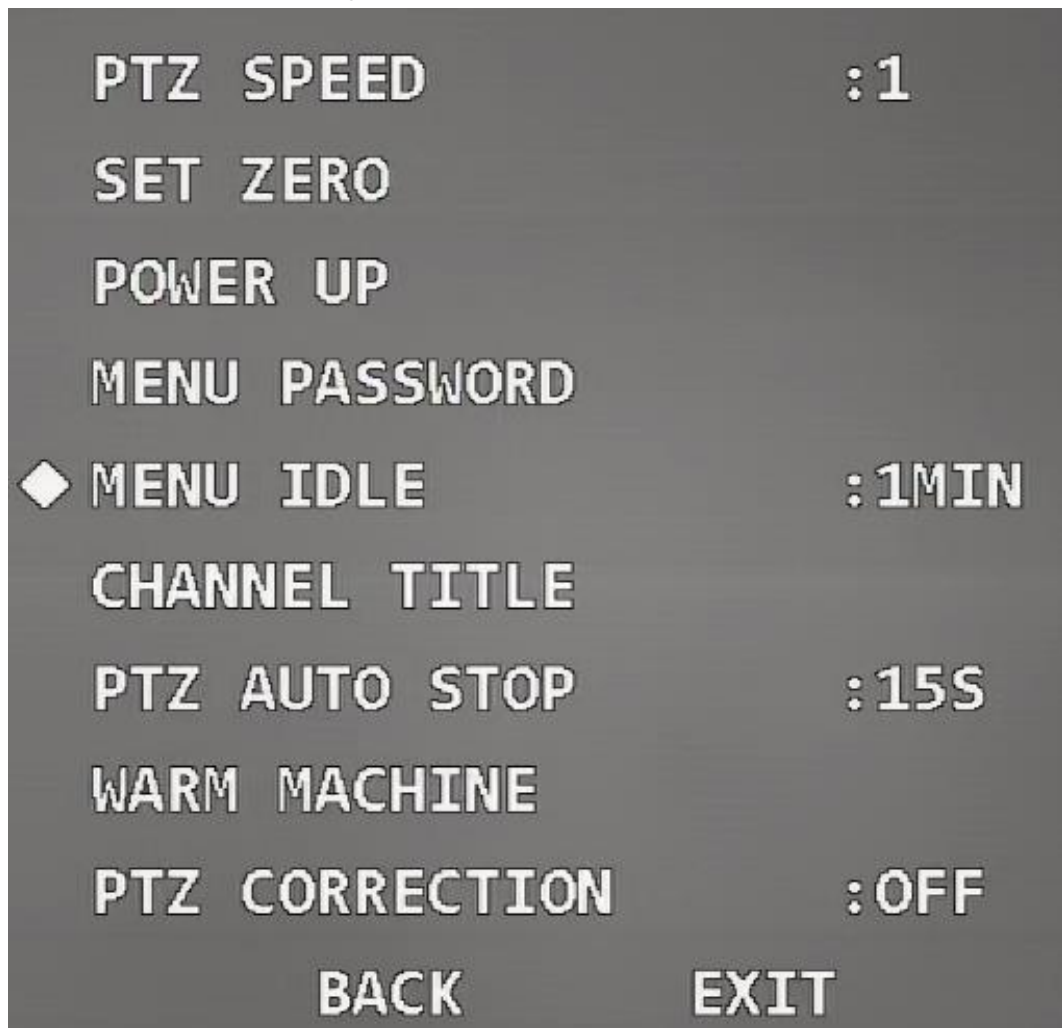 PTZ SPEED :1
SET ZERO
POWER UP
MENU PASSWORD
MENU IDLE :1MIN
CHANNEL TITLE
PTZ AUTO STOP :15S
WARM MACHINE
PTZ CORRECTION :OFF
BACK EXIT